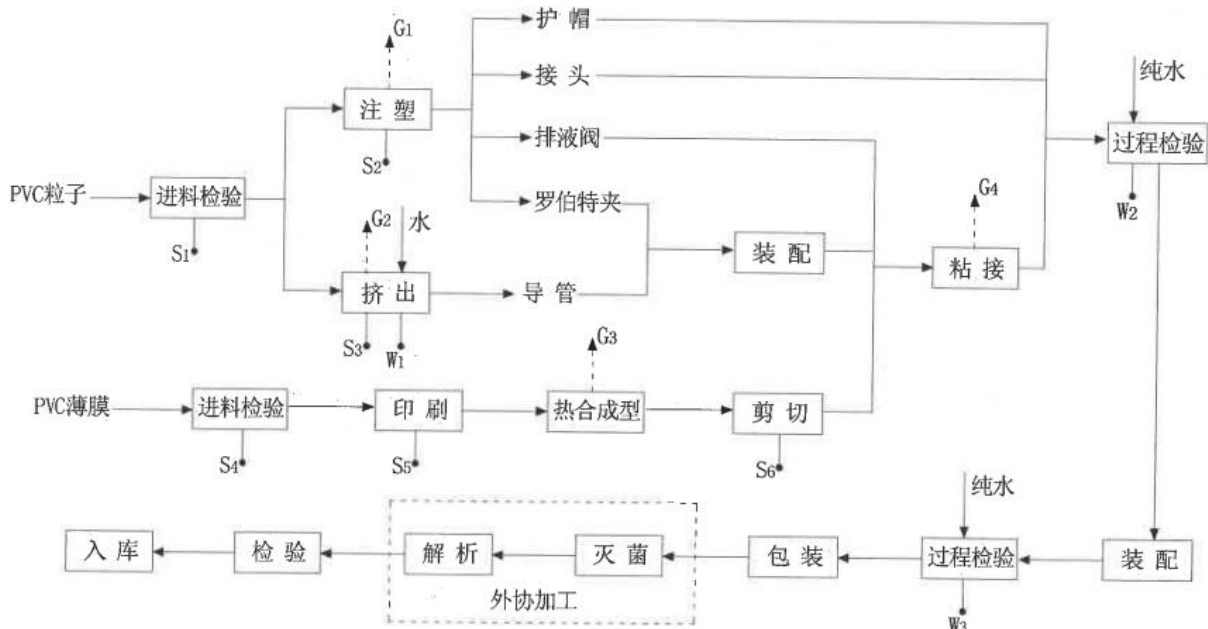 G1
护帽
接头
纯水
注塑
排液阀
过程检验
S2
PVC粒子
进料检验
罗伯特夹
G4
W2
S1
G2
水
装配
粘接
挤出
导管
S3
W1
G3
PVC薄膜
进料检验
印刷
热合成型
剪切
S4
S5
S6
纯水
入库
检验
解析
灭菌
包装
过程检验
装配
外协加工
W3